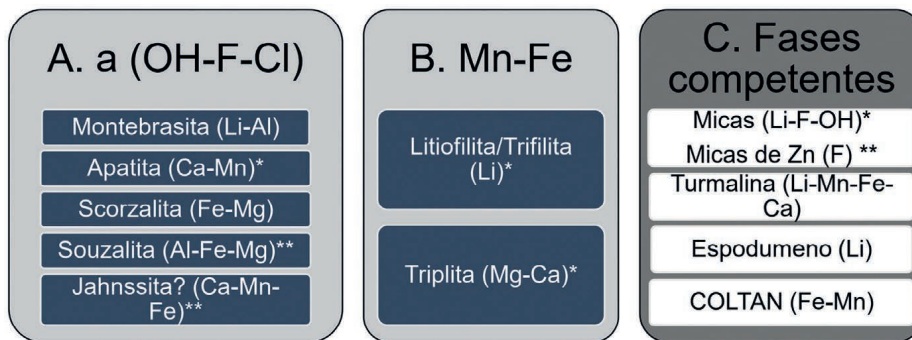 A. a (OH-F-Cl)
Montebrasita (Li-Al)
Apatita (Ca-Mn)*
Scorzalita (Fe-Mg)
Souzalita (Al-Fe-Mg)**
Jahnssita? (Ca-Mn-
Fe)**
B. Mn-Fe
Litiofilita/Trifilita
(Li)*
Triplita (Mg-Ca)*
C. Fases
competentes
Micas (Li-F-OH)*
Micas de Zn (F) **
Turmalina (Li-Mn-Fe-
Ca)
Espodumeno (Li)
COLTAN (Fe-Mn)